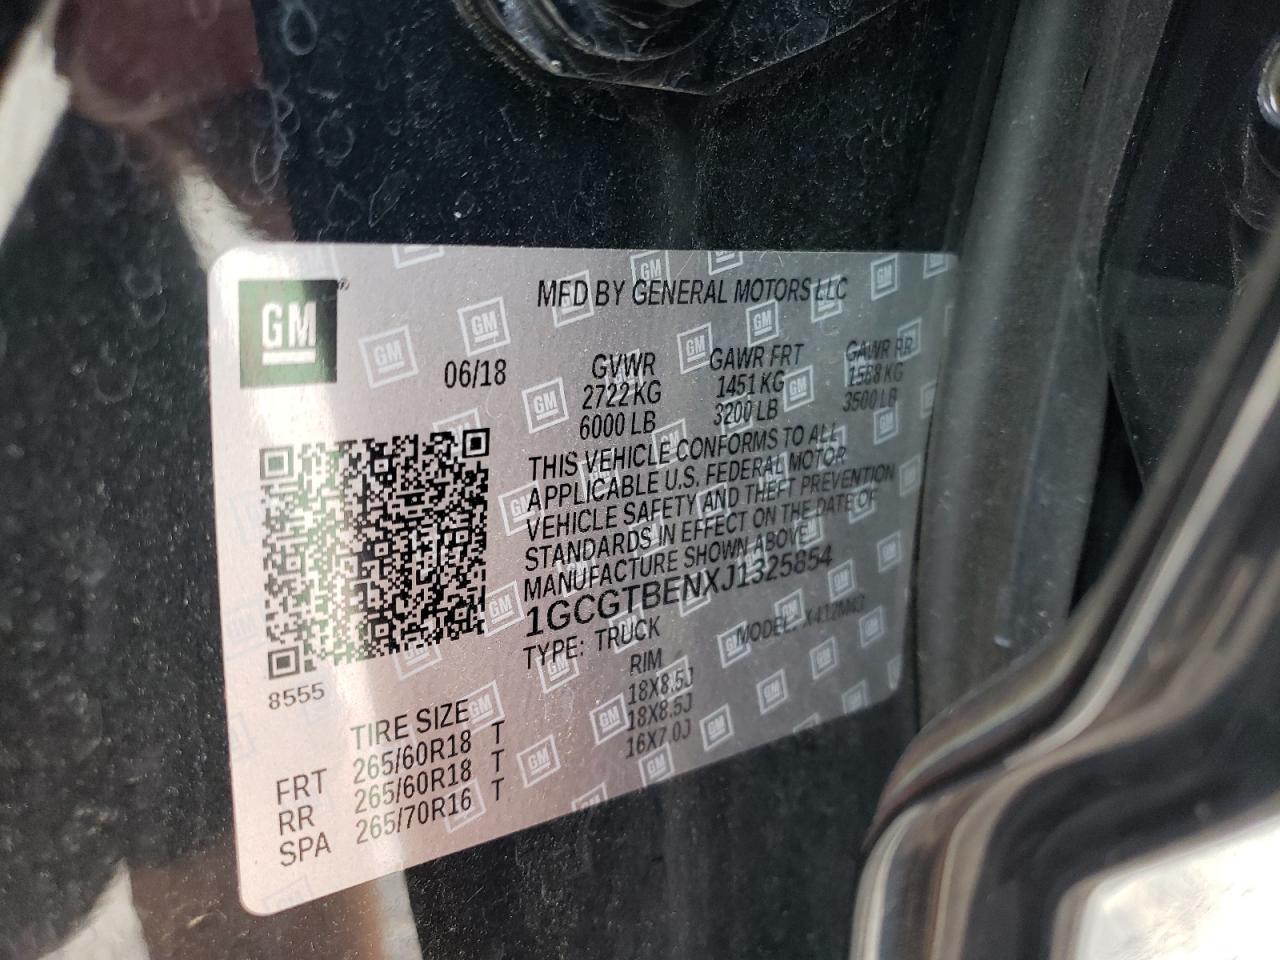 GM
MFD BY GENERAL MOTORS LLC
06/18
GVWR GAWR FRT GAWR RR
2722 KG 1451 KG 1588 KG
6000 LB 3200 LB 3500 LB
THIS VEHICLE CONFORMS TO ALL
APPLICABLE U.S. FEDERAL MOTOR
VEHICLE SAFETY AND THEFT PREVENTION
STANDARDS IN EFFECT ON THE DATE OF
MANUFACTURE SHOWN ABOVE
1GCGTBENXJ1325854
TYPE: TRUCK MODEL: X412M43
8555
TIRE SIZE RIM
FRT 265/60R18 T 18X8.5J
RR 265/60R18 T 18X8.5J
SPA 265/70R16 T 16X7.0J